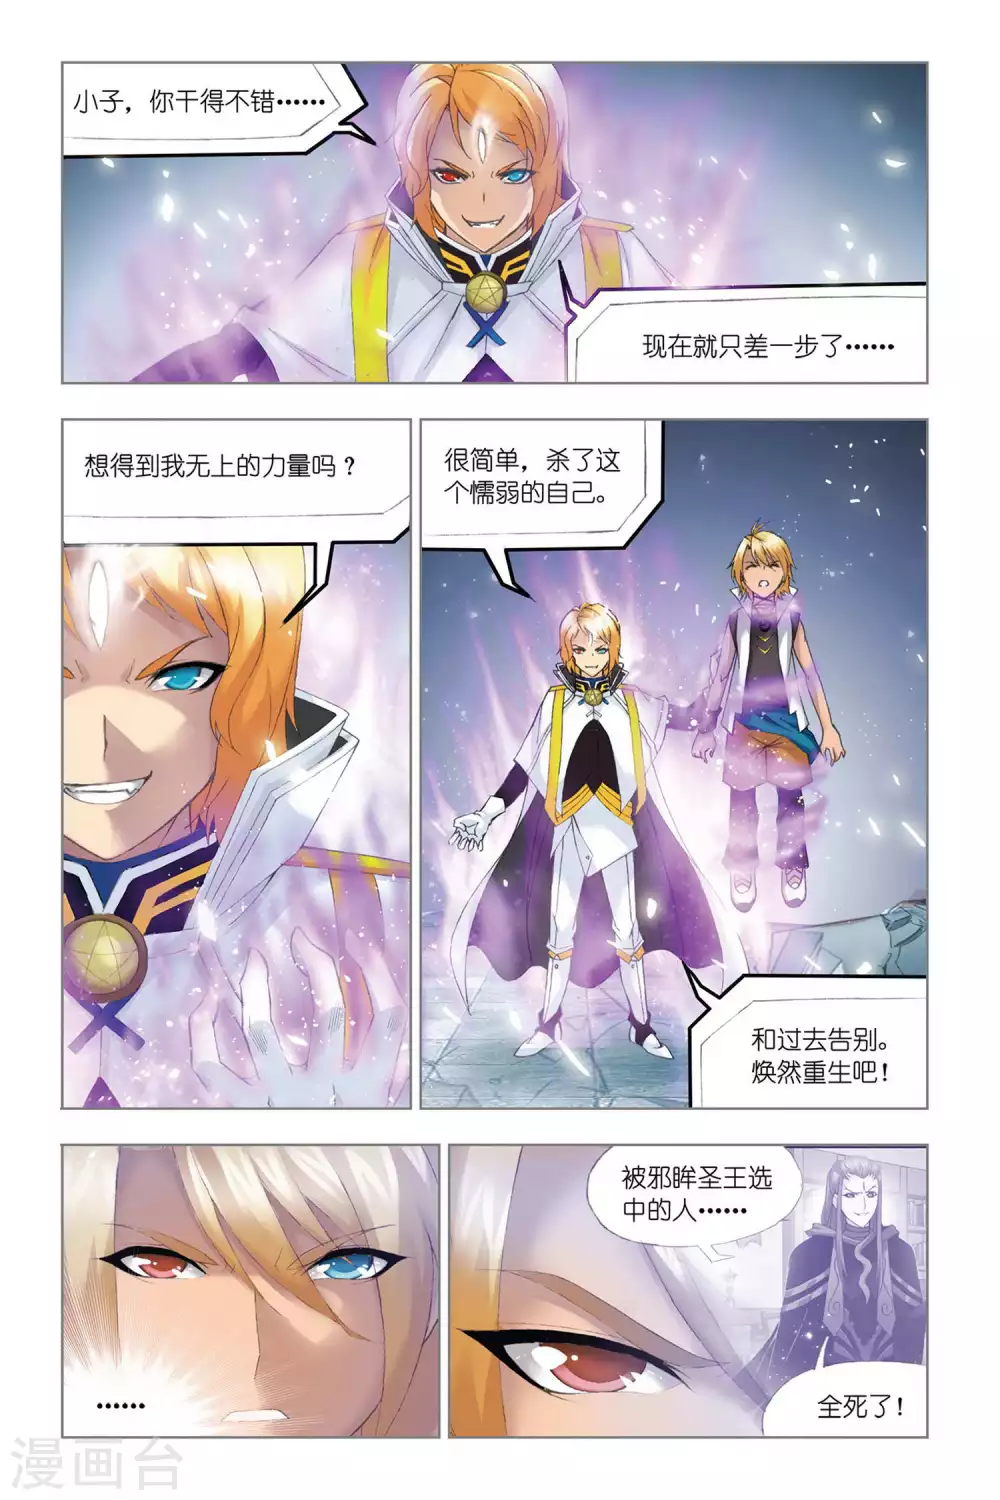 小子，你干得不错……
现在就只差一步了……
想得到我无上的力量吗？
很简单，杀了这
个懦弱的自己。
和过去告别。
焕然重生吧！
……
被邪眸圣王选
中的人……
全死了！
漫画台